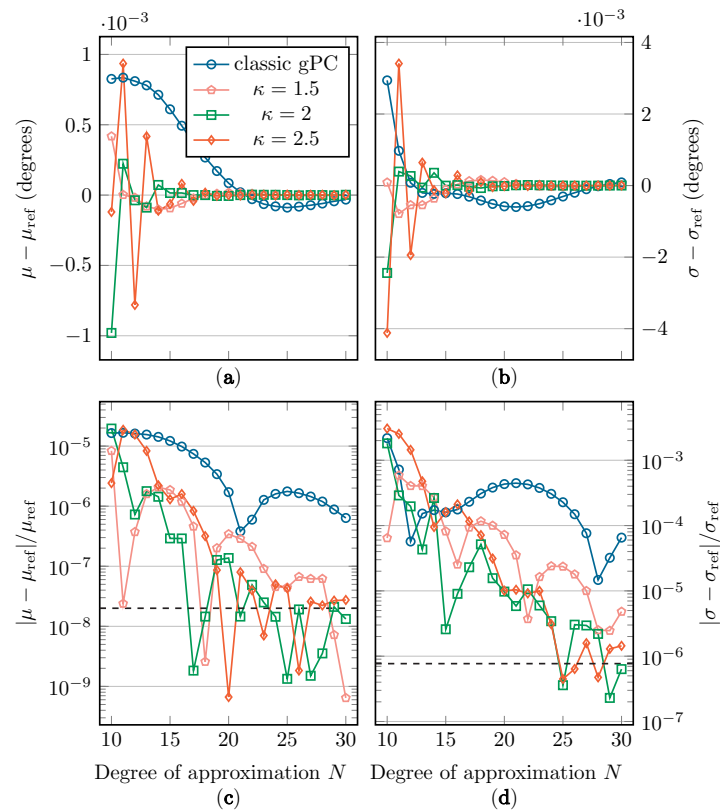 ·10⁻³
1
0.5
0
−0.5
−1
μ − μref (degrees)
classic gPC
κ = 1.5
κ = 2
κ = 2.5
(a)
·10⁻³
4
2
0
−2
−4
σ − σref (degrees)
(b)
10⁻⁵
10⁻⁶
10⁻⁷
10⁻⁸
10⁻⁹
|μ − μref|/μref
10 15 20 25 30
Degree of approximation N
(c)
10⁻³
10⁻⁴
10⁻⁵
10⁻⁶
10⁻⁷
|σ − σref|/σref
10 15 20 25 30
Degree of approximation N
(d)